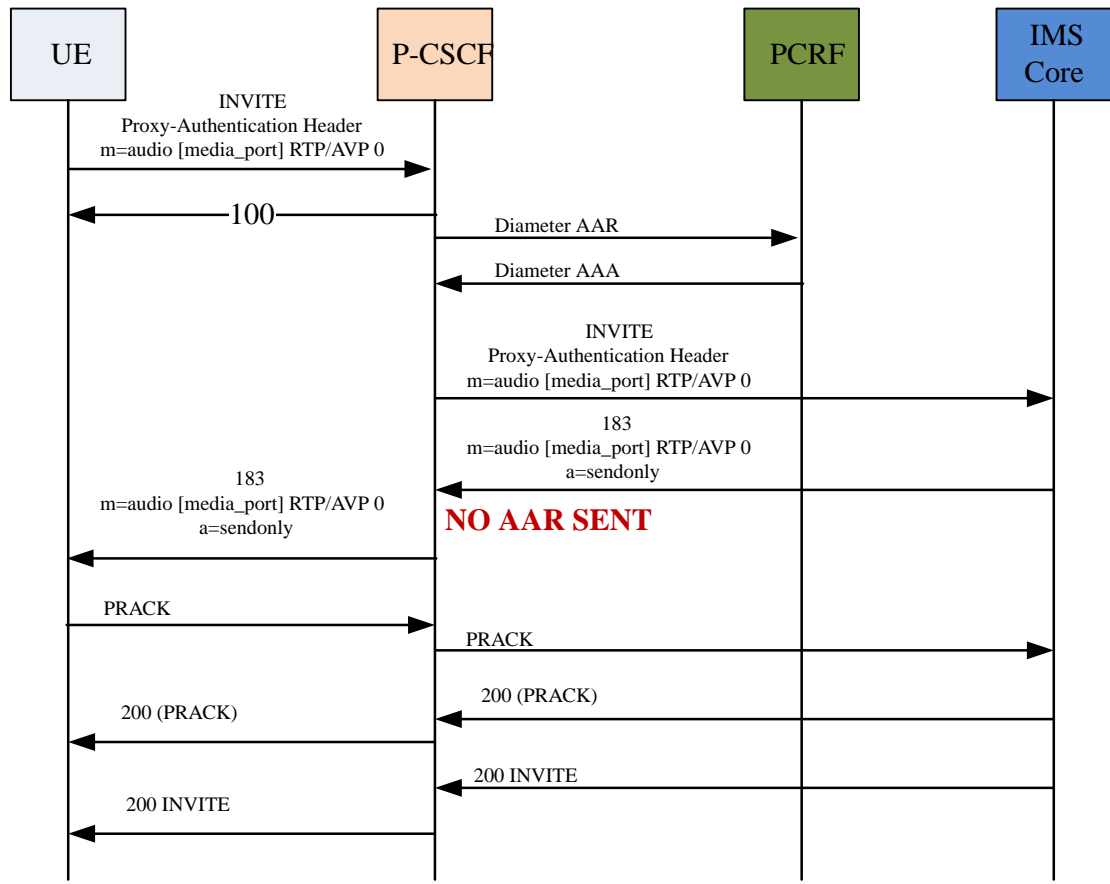 UE
P-CSCF
PCRF
IMS
Core
INVITE
Proxy-Authentication Header
m=audio [media_port] RTP/AVP 0
100
Diameter AAR
Diameter AAA
INVITE
Proxy-Authentication Header
m=audio [media_port] RTP/AVP 0
183
m=audio [media_port] RTP/AVP 0
a=sendonly
183
m=audio [media_port] RTP/AVP 0
a=sendonly
NO AAR SENT
PRACK
PRACK
200 (PRACK)
200 (PRACK)
200 INVITE
200 INVITE